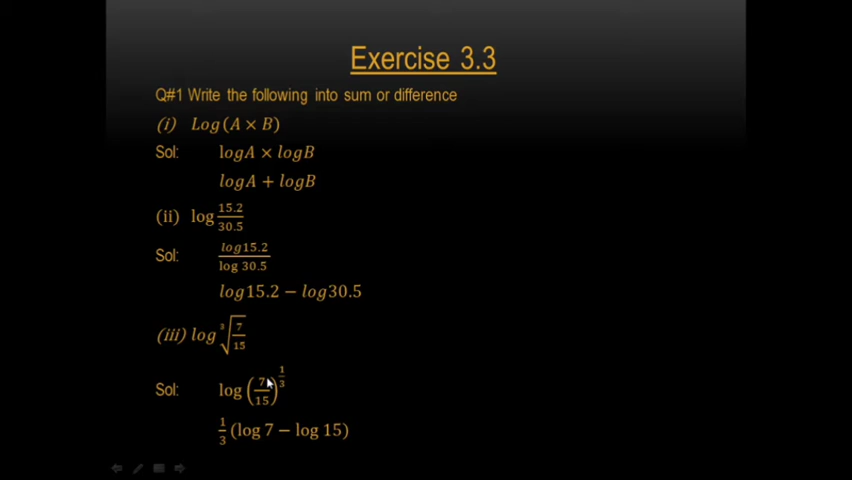 Exercise 3.3
Q#1 Write the following into sum or difference
(i) Log(A × B)
Sol: logA × logB
logA + logB
(ii) log 15.2/30.5
Sol: log15.2/log 30.5
log15.2 − log30.5
(iii) log ∛(7/15)
Sol: log (7/15)^(1/3)
1/3 (log 7 − log 15)